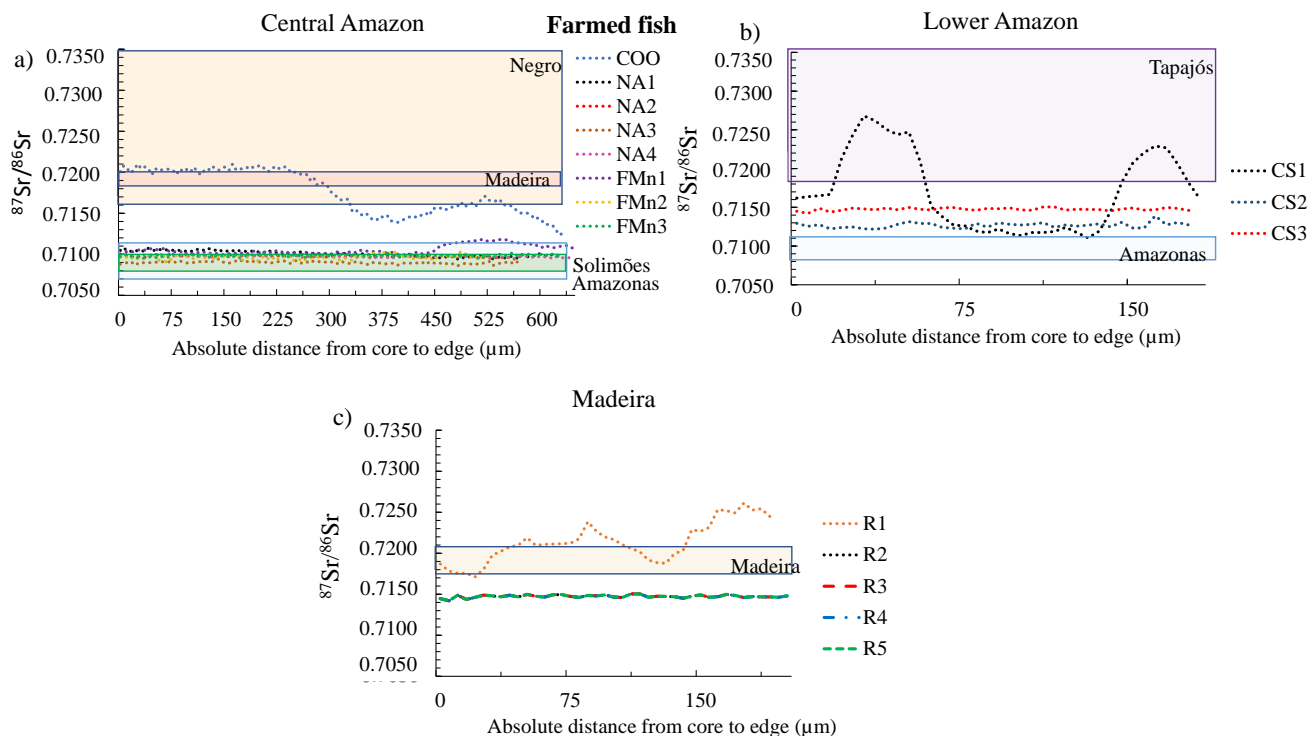 Central Amazon
Farmed fish
Lower Amazon
a)
0.7350
0.7300
0.7250
0.7200
0.7150
0.7100
0.7050
87Sr/86Sr
Negro
Madeira
Solimões
Amazonas
0 75 150 225 300 375 450 525 600
Absolute distance from core to edge (µm)
COO
NA1
NA2
NA3
NA4
FMn1
FMn2
FMn3
b)
0.7350
0.7300
0.7250
0.7200
0.7150
0.7100
0.7050
87Sr/86Sr
Tapajós
Amazonas
0 75 150
Absolute distance from core to edge (µm)
CS1
CS2
CS3
Madeira
c)
0.7350
0.7300
0.7250
0.7200
0.7150
0.7100
0.7050
87Sr/86Sr
Madeira
0 75 150
Absolute distance from core to edge (µm)
R1
R2
R3
R4
R5